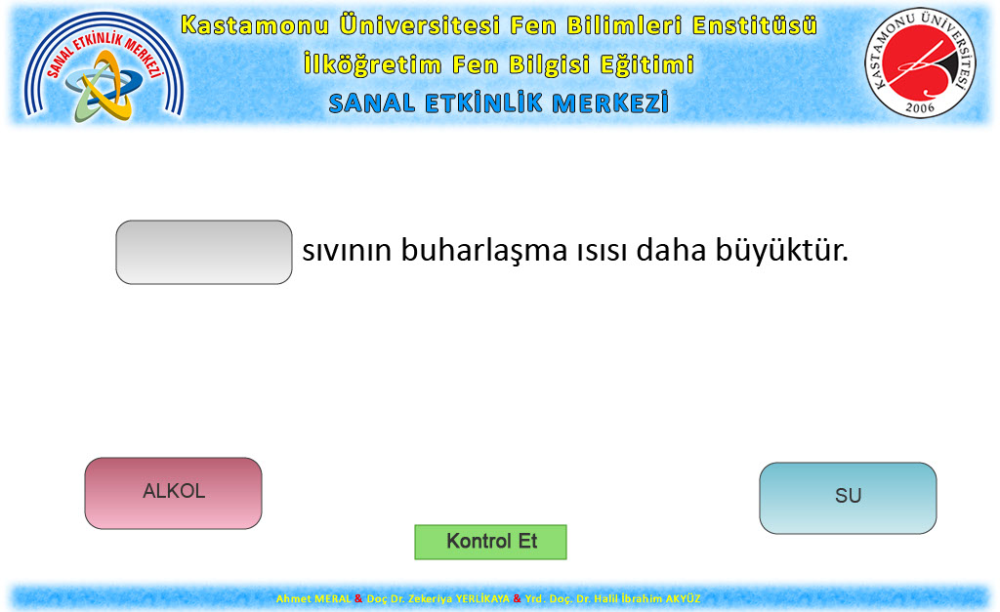 Kastamonu Üniversitesi Fen Bilimleri Enstitüsü
İlköğretim Fen Bilgisi Eğitimi
SANAL ETKİNLİK MERKEZİ
SANAL ETKİNLİK MERKEZİ
KASTAMONU ÜNİVERSİTESİ
2006
sıvının buharlaşma ısısı daha büyüktür.
ALKOL
SU
Kontrol Et
Ahmet MERAL & Doç Dr. Zekeriya YERLİKAYA & Yrd. Doç. Dr. Halil İbrahim AKYÜZ